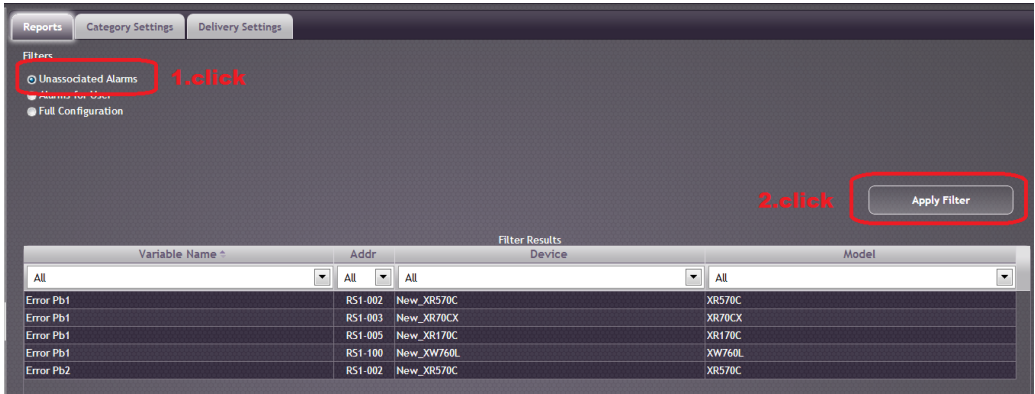 Reports Category Settings Delivery Settings
Filters
Unassociated Alarms 1.click
Alarms for User
Full Configuration
2.click Apply Filter
Filter Results
Variable Name Addr Device Model
All All All All
Error Pb1 RS1-002 New_XR570C XR570C
Error Pb1 RS1-003 New_XR70CX XR70CX
Error Pb1 RS1-005 New_XR170C XR170C
Error Pb1 RS1-100 New_XW760L XW760L
Error Pb2 RS1-002 New_XR570C XR570C